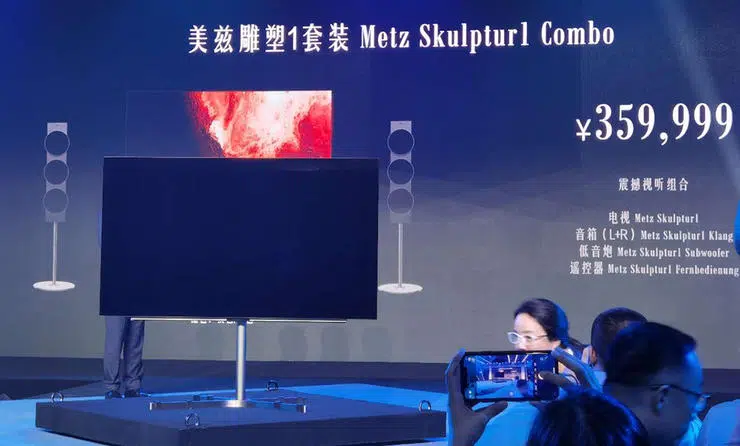 美兹雕塑1套装 Metz Skulptur1 Combo
¥359,999
震撼视听组合
电视 Metz Skulptur1
音箱（L+R）Metz Skulptur1 Klang
低音炮 Metz Skulptur1 Subwoofer
遥控器 Metz Skulptur1 Fernbedienung